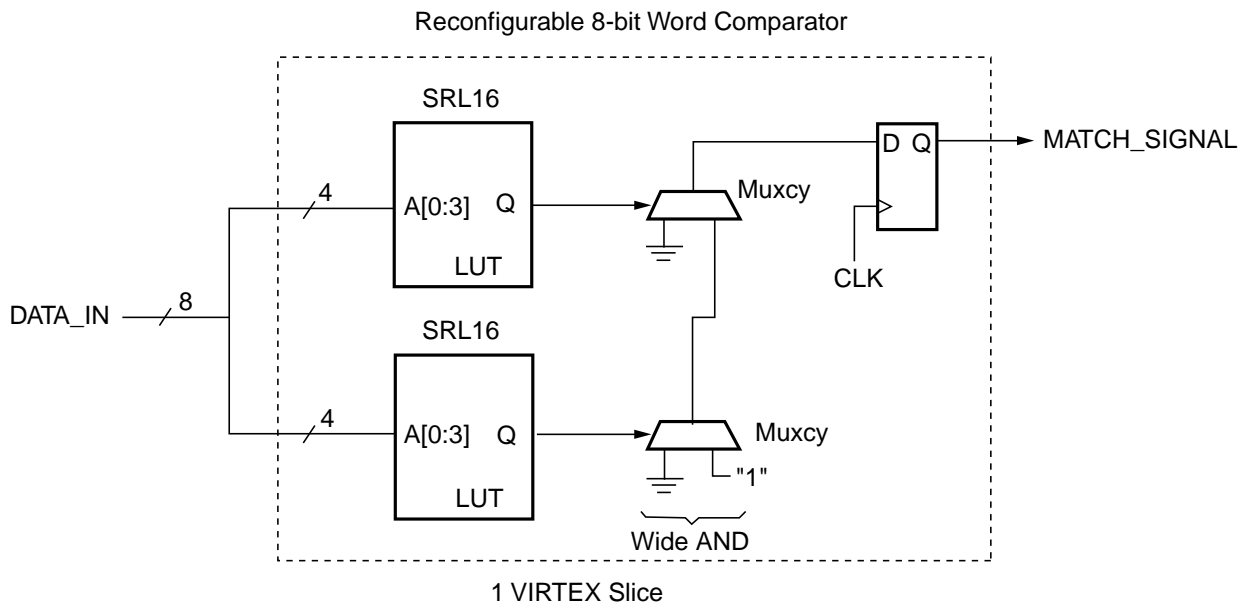 Reconfigurable 8-bit Word Comparator
SRL16
4
A[0:3] Q
LUT
Muxcy
D Q
MATCH_SIGNAL
CLK
DATA_IN
8
SRL16
4
A[0:3] Q
LUT
Muxcy
"1"
Wide AND
1 VIRTEX Slice